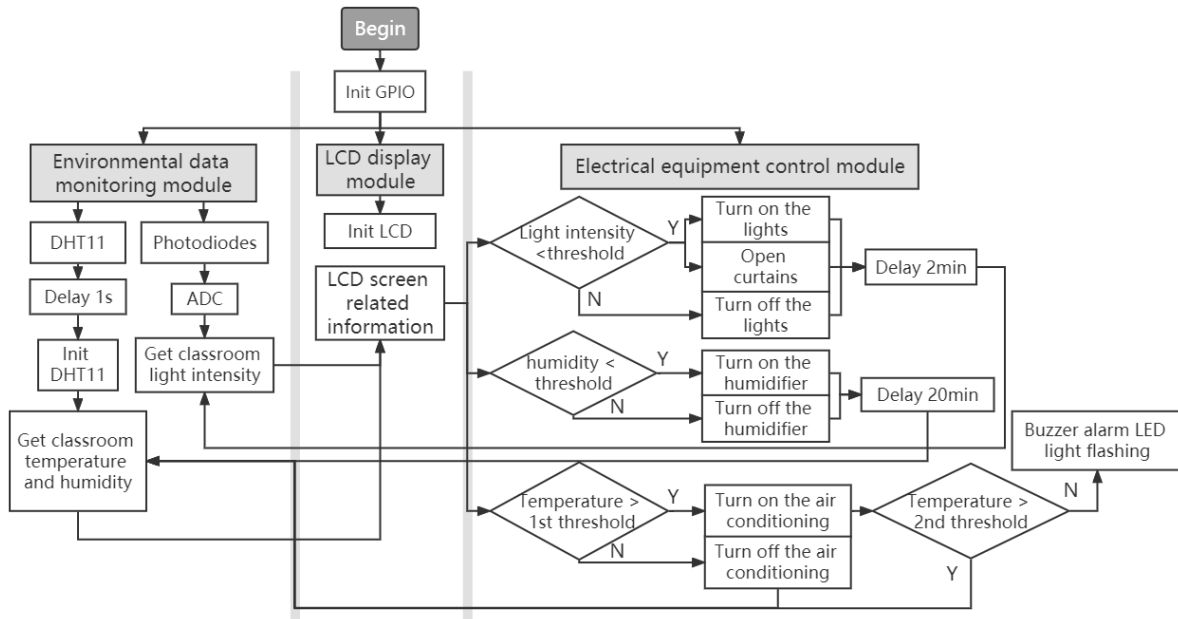 Begin
Init GPIO
Environmental data
monitoring module
LCD display
module
Electrical equipment control module
DHT11
Photodiodes
Delay 1s
ADC
Init
DHT11
Get classroom
light intensity
Get classroom
temperature
and humidity
Init LCD
LCD screen
related
information
Light intensity
<threshold
Y
N
Turn on the
lights
Open
curtains
Turn off the
lights
Delay 2min
humidity <
threshold
Y
N
Turn on the
humidifier
Turn off the
humidifier
Delay 20min
Temperature >
1st threshold
Y
N
Turn on the air
conditioning
Turn off the air
conditioning
Temperature >
2nd threshold
N
Y
Buzzer alarm LED
light flashing